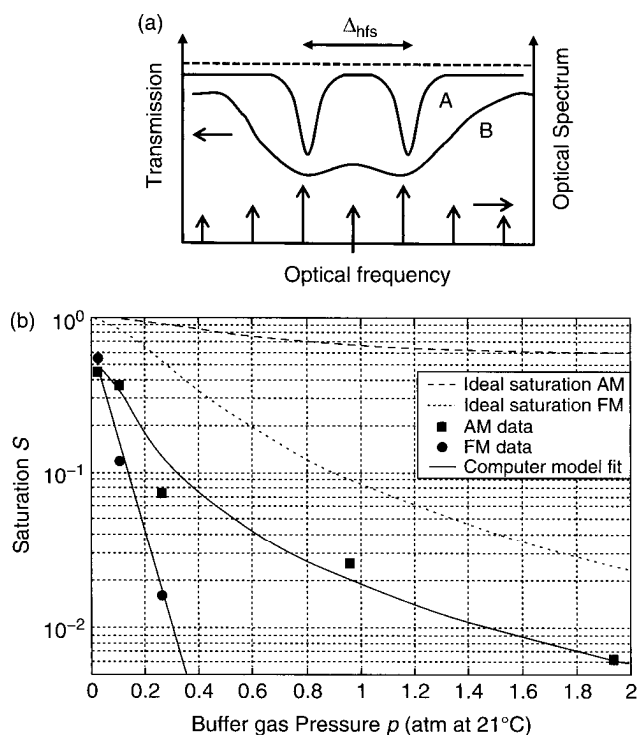 (a)
Δhfs
Transmission
Optical Spectrum
A
B
Optical frequency
(b)
Saturation S
10⁰
10⁻¹
10⁻²
Ideal saturation AM
Ideal saturation FM
AM data
FM data
Computer model fit
0 0.2 0.4 0.6 0.8 1.0 1.2 1.4 1.6 1.8 2
Buffer gas Pressure p (atm at 21°C)